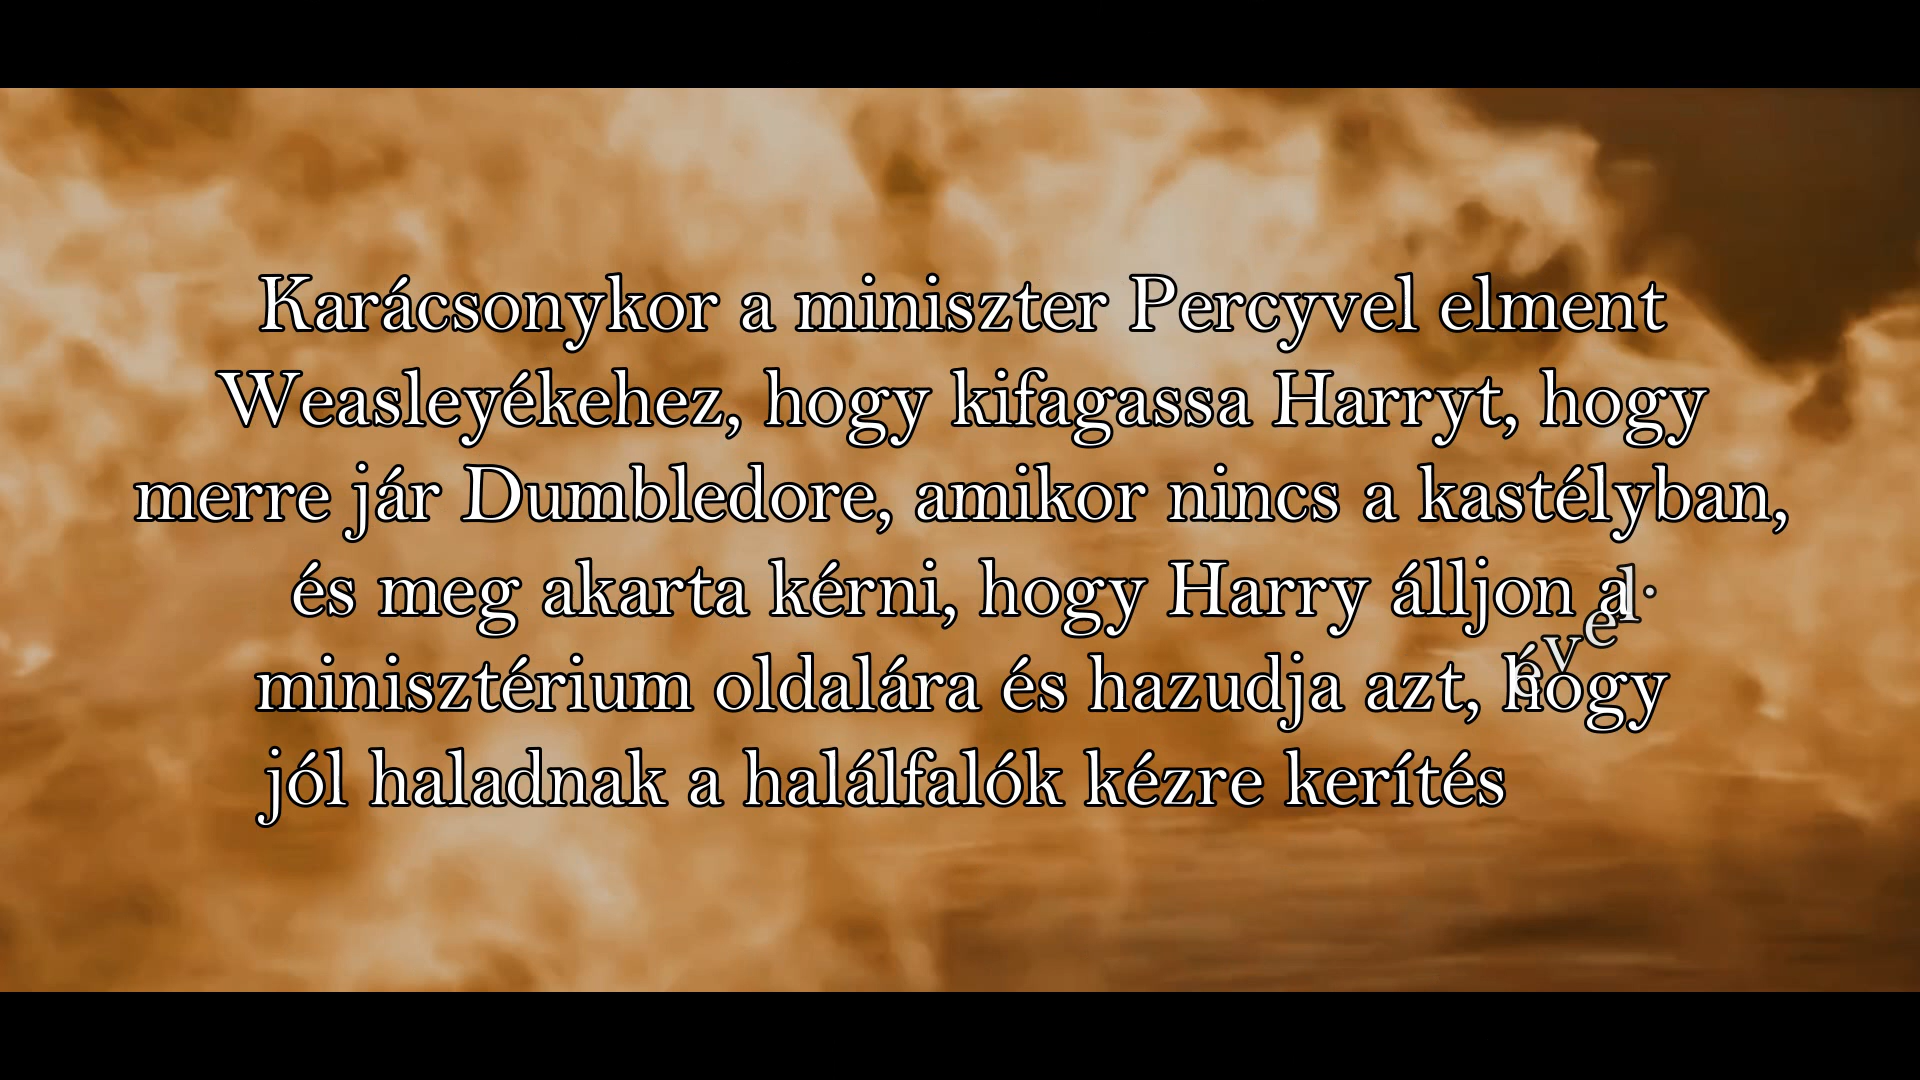 Karácsonykor a miniszter Percyvel elment
Weasleyékehez, hogy kifagassa Harryt, hogy
merre jár Dumbledore, amikor nincs a kastélyban,
és meg akarta kérni, hogy Harry álljon a
minisztérium oldalára és hazudja azt, hogy
jól haladnak a halálfalók kézre kerítés
ével.